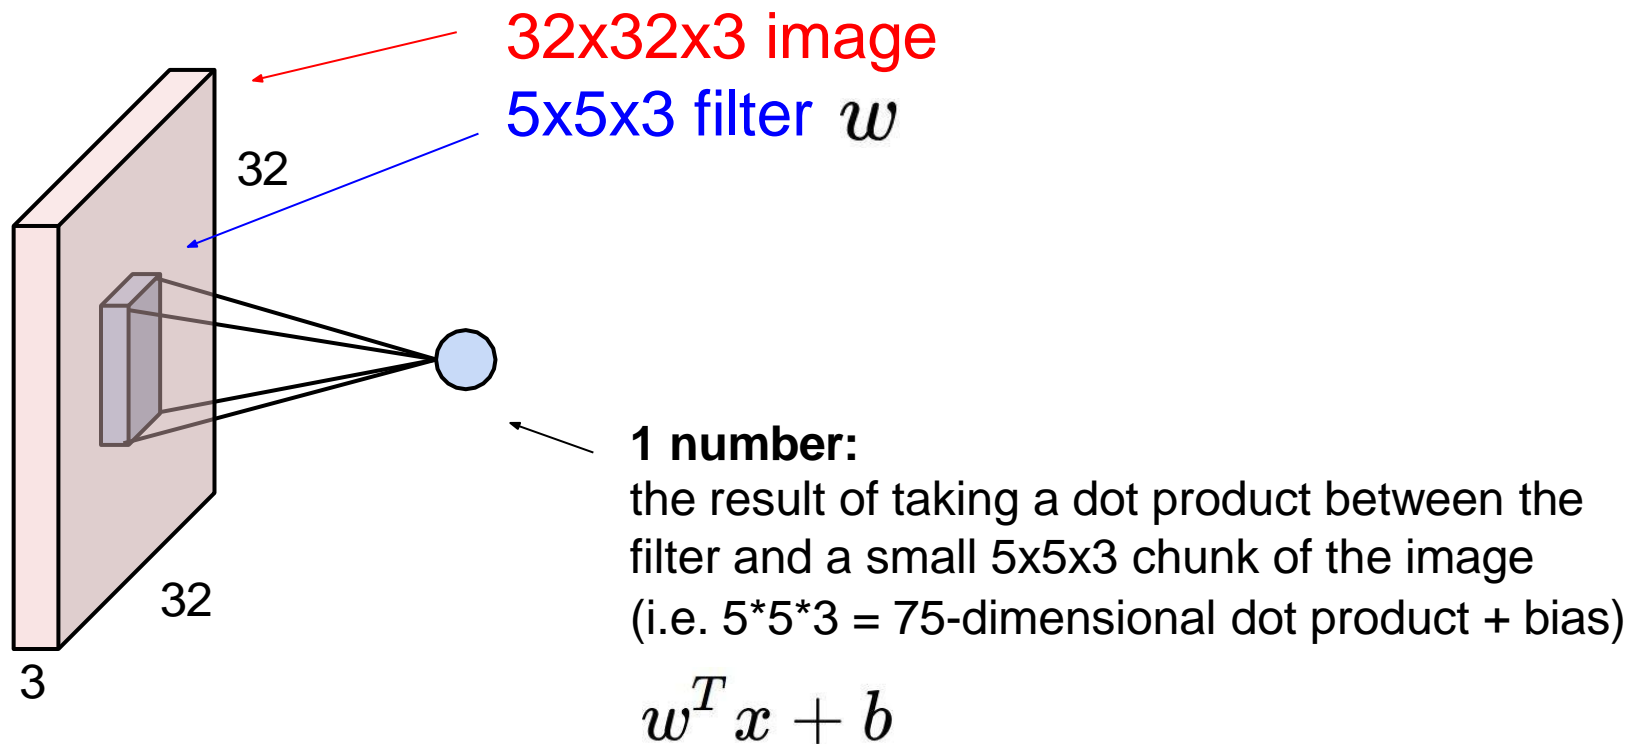 32x32x3 image
5x5x3 filter w
32
32
3
1 number:
the result of taking a dot product between the
filter and a small 5x5x3 chunk of the image
(i.e. 5*5*3 = 75-dimensional dot product + bias)
w^T x + b